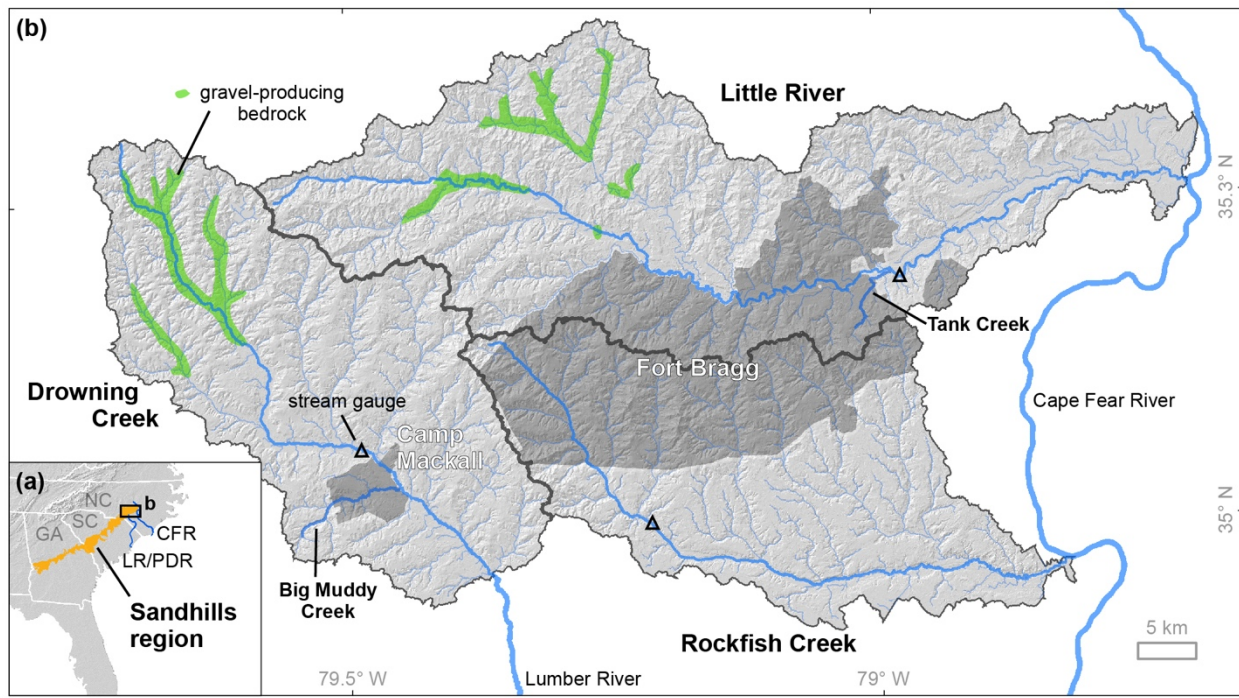 (b)
gravel-producing
bedrock
Little River
35.3° N
Tank Creek
Fort Bragg
Drowning
Creek
stream gauge
Camp
Mackall
Cape Fear River
(a)
NC
b
SC
GA
CFR
LR/PDR
Sandhills
region
35° N
Big Muddy
Creek
Rockfish Creek
5 km
79.5° W
Lumber River
79° W